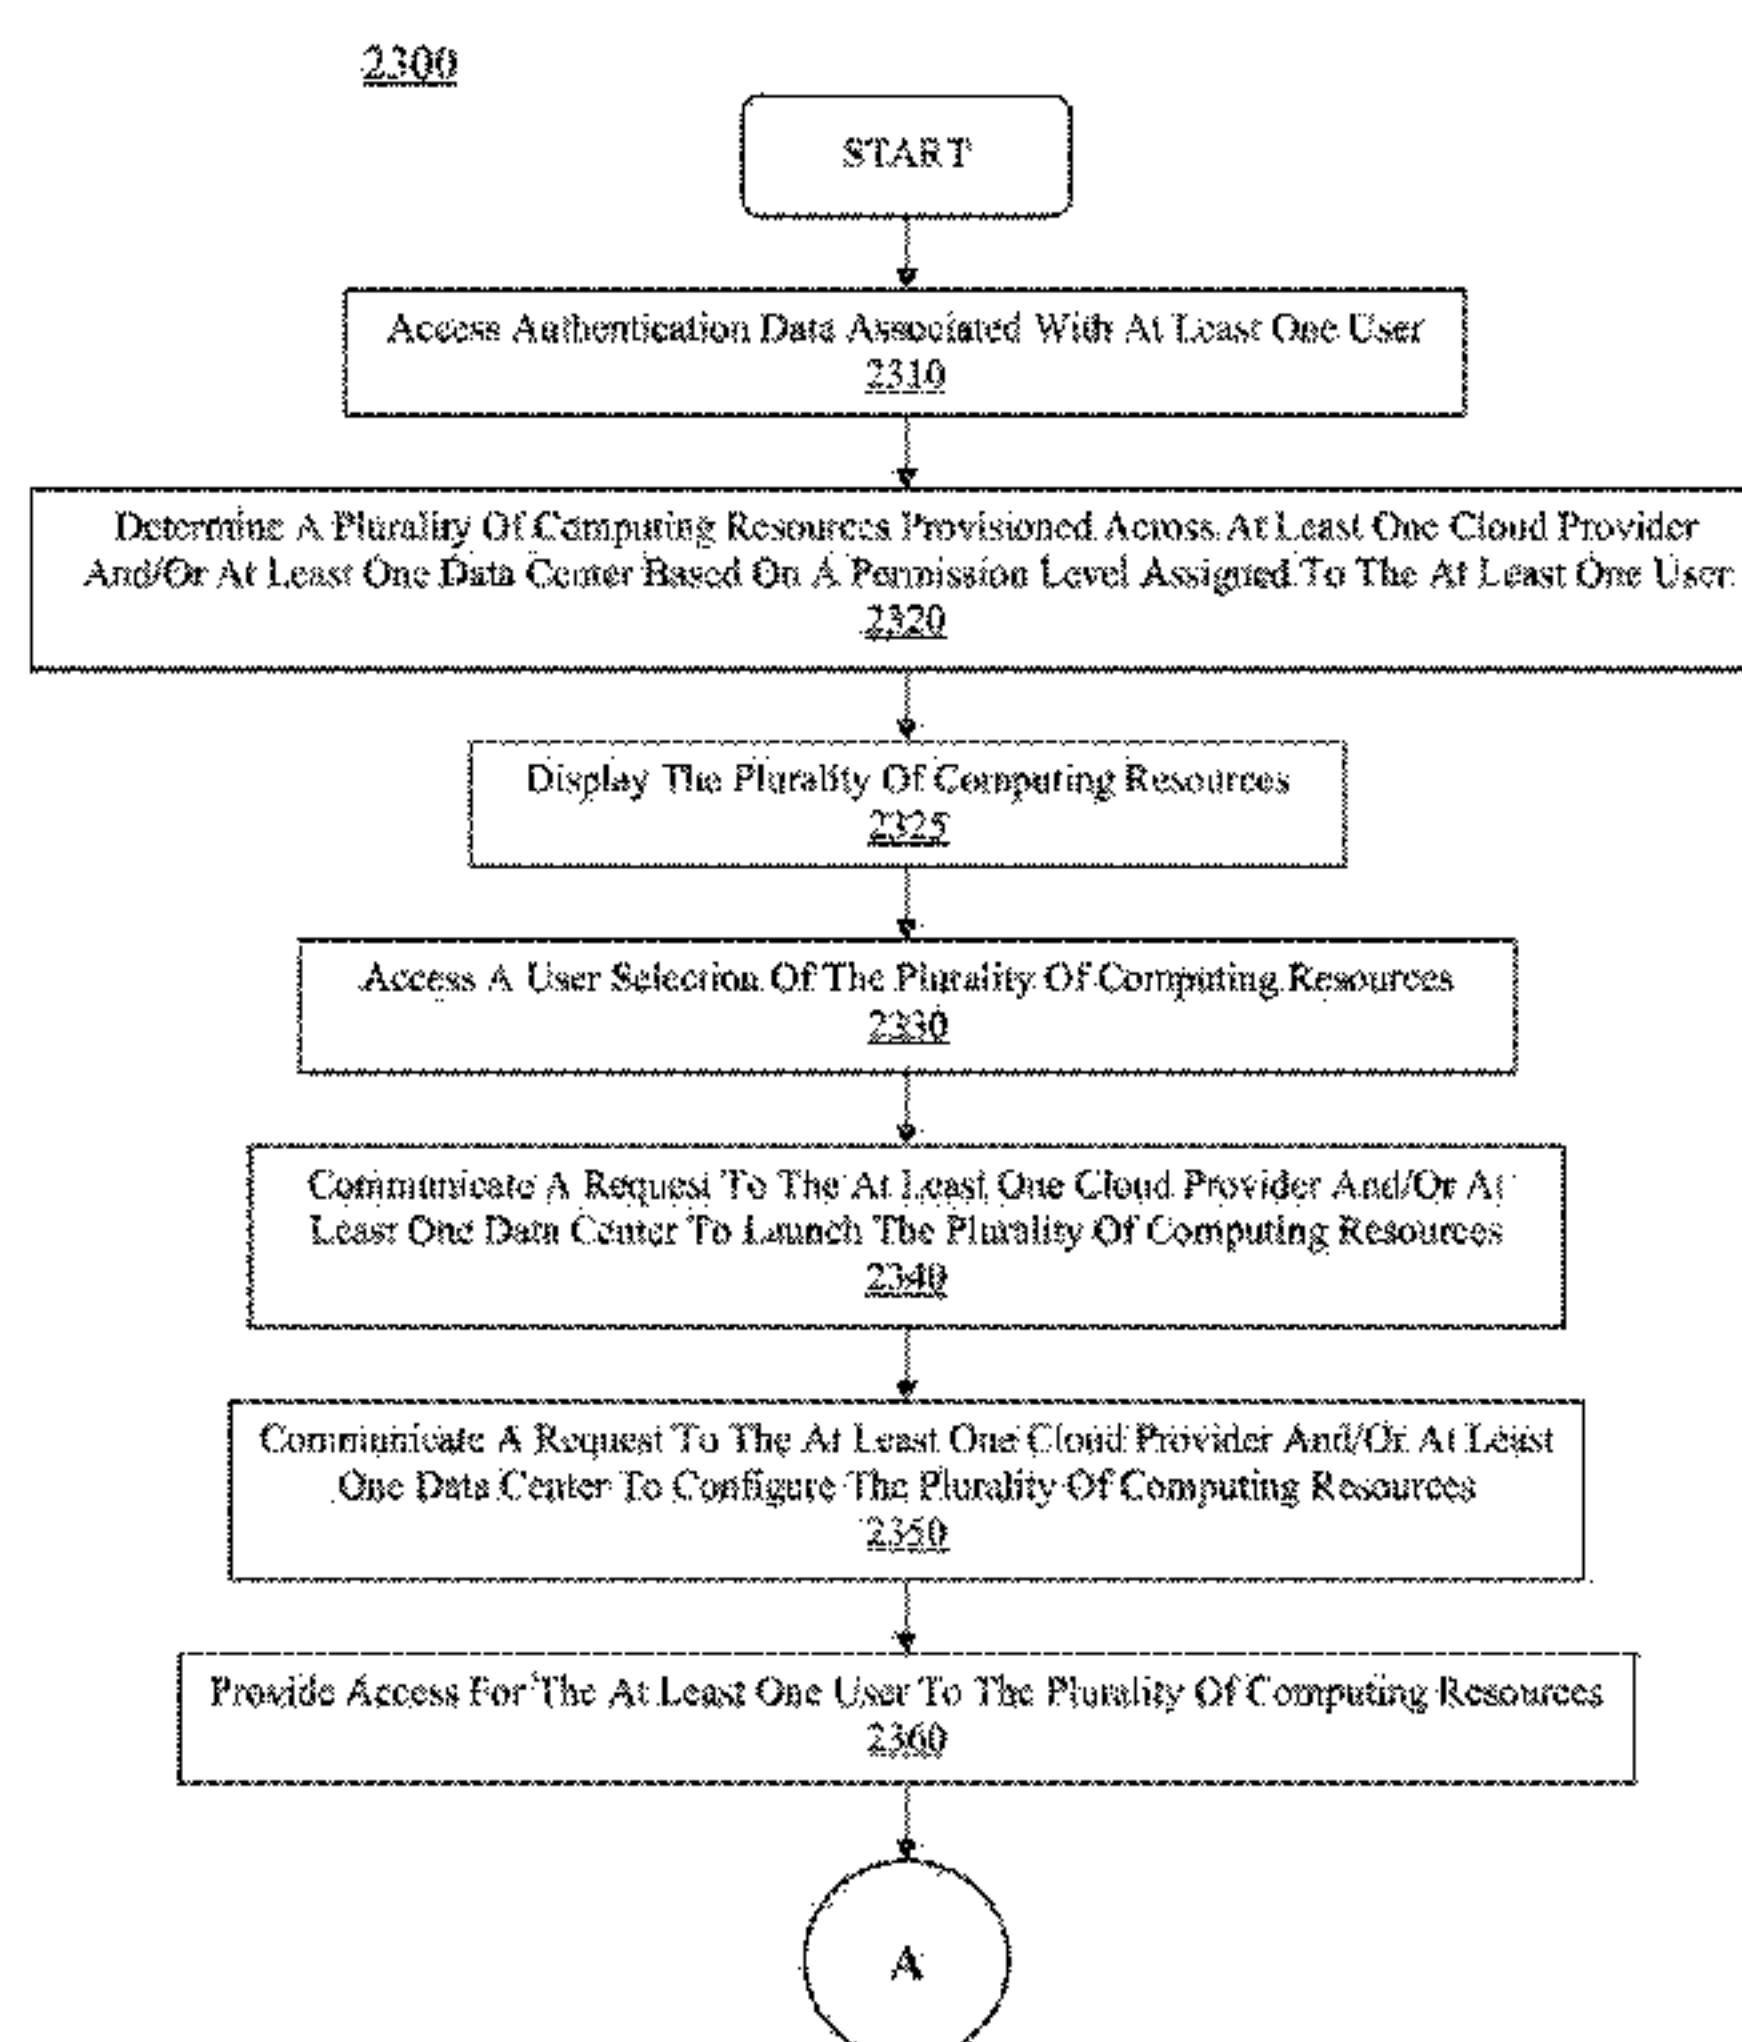 2300
START
Access Authentication Data Associated With At Least One User
2310
Determine A Plurality Of Computing Resources Provisioned Across At Least One Cloud Provider
And/Or At Least One Data Center Based On A Permission Level Assigned To The At Least One User
2320
Display The Plurality Of Computing Resources
2325
Access A User Selection Of The Plurality Of Computing Resources
2330
Communicate A Request To The At Least One Cloud Provider And/Or At
Least One Data Center To Launch The Plurality Of Computing Resources
2340
Communicate A Request To The At Least One Cloud Provider And/Or At Least
One Data Center To Configure The Plurality Of Computing Resources
2350
Provide Access For The At Least One User To The Plurality Of Computing Resources
2360
A